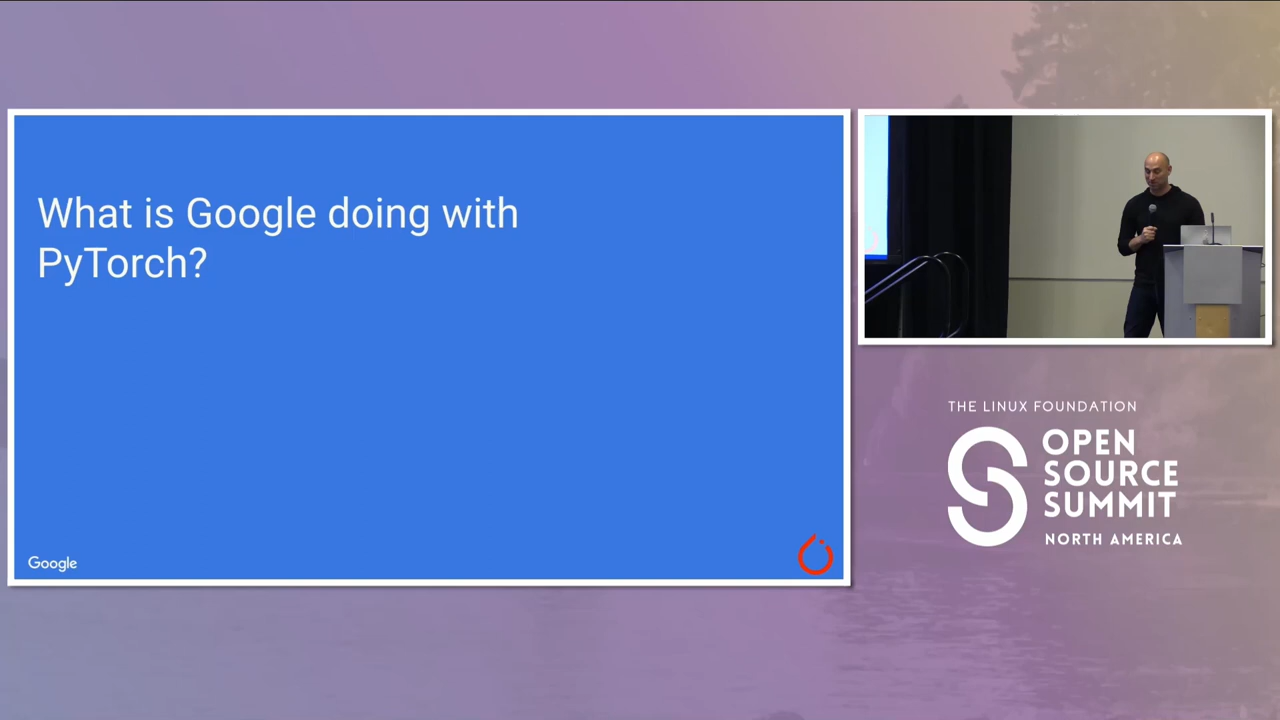 What is Google doing with
PyTorch?
Google
THE LINUX FOUNDATION
OPEN
SOURCE
SUMMIT
NORTH AMERICA